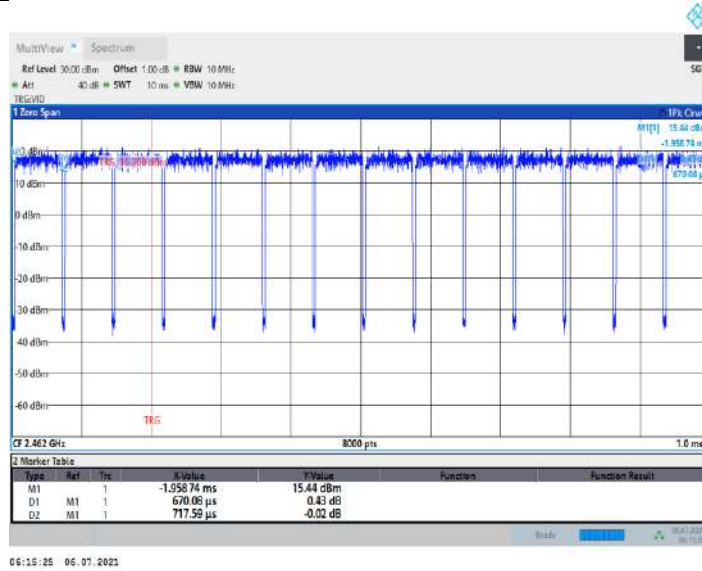 MultiView Spectrum
Ref Level 30.00 dBm Offset 1.00 dB RBW 10 MHz
Att 40 dB SWT 10 ms VBW 10 MHz SG
TRG:VID
1 Zero Span 1Pk Clrw
M1[1] 15.44 dB
-1.958 74 m
20 dBm
TRG
670.08 µ
10 dBm
0 dBm
-10 dBm
-20 dBm
-30 dBm
-40 dBm
-50 dBm
-60 dBm
TRG
CF 2.462 GHz 8000 pts 1.0 ms
2 Marker Table
Type Ref Trc X-Value Y-Value Function Function Result
M1 1 -1.958 74 ms 15.44 dBm
D1 M1 1 670.08 µs 0.43 dB
D2 M1 1 717.59 µs -0.02 dB
Ready
06:15:25 06.07.2021